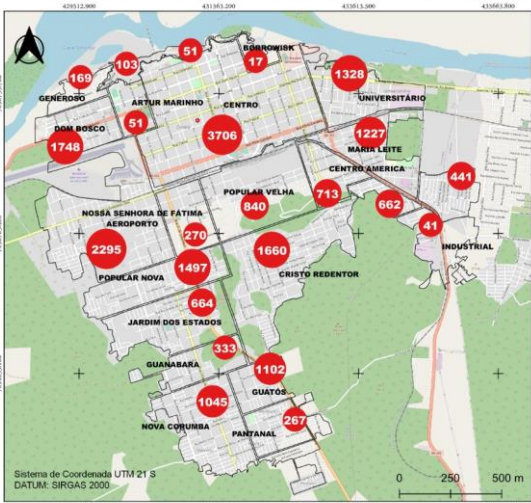 429512,900
431563,200
433613,500
435663,800
51
BORROWISK
103
17
169
1328
GENEROSO
UNIVERSITÁRIO
ARTUR MARINHO
CENTRO
51
DOM BOSCO
3706
1227
1748
MARIA LEITE
CENTRO AMERICA
441
POPULAR VELHA
713
840
662
NOSSA SENHORA DE FÁTIMA
AEROPORTO
270
41
2295
1660
INDUSTRIAL
1497
CRISTO REDENTOR
POPULAR NOVA
664
JARDIM DOS ESTADOS
333
GUANABARA
1102
GUATÓS
1045
267
NOVA CORUMBA
PANTANAL
Sistema de Coordenada UTM 21 S
DATUM: SIRGAS 2000
0 250 500 m